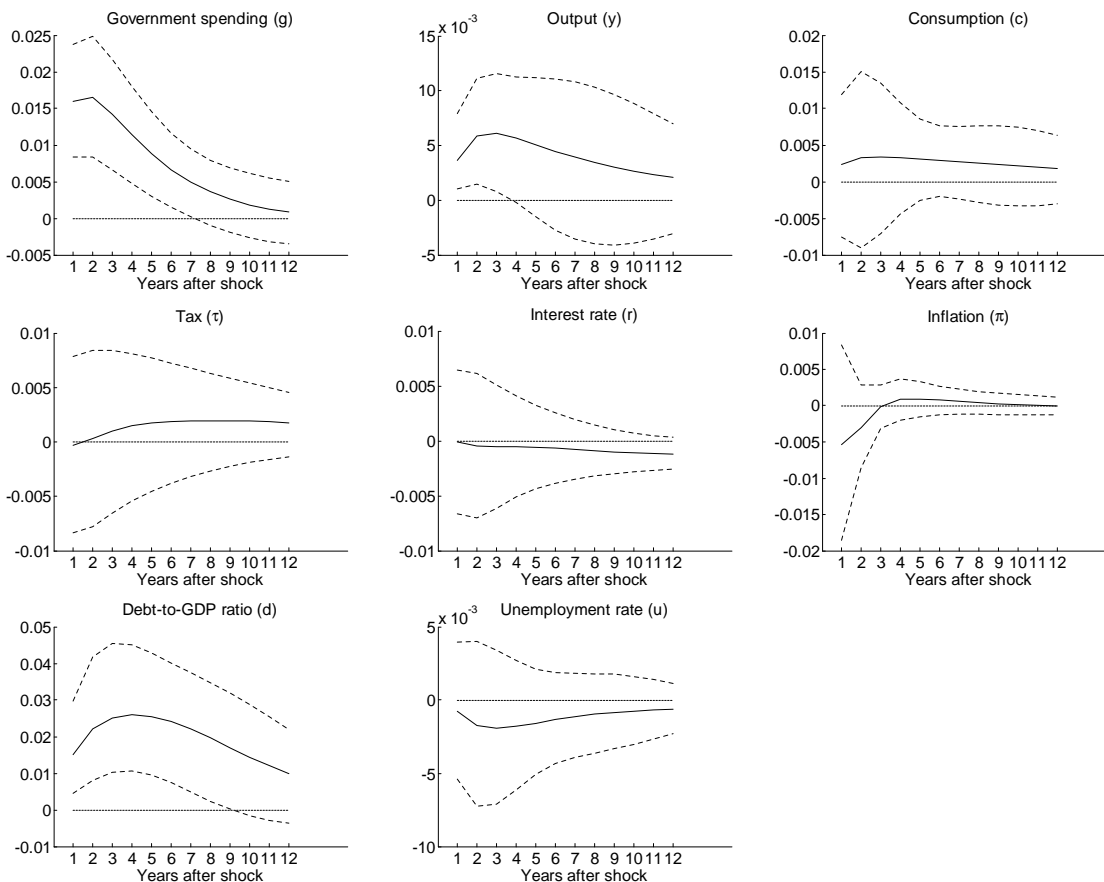 Government spending (g)
0.025
0.02
0.015
0.01
0.005
0
-0.005
1 2 3 4 5 6 7 8 9 10 11 12
Years after shock
Output (y)
x 10⁻³
15
10
5
0
-5
1 2 3 4 5 6 7 8 9 10 11 12
Years after shock
Consumption (c)
0.02
0.015
0.01
0.005
0
-0.005
-0.01
1 2 3 4 5 6 7 8 9 10 11 12
Years after shock
Tax (τ)
0.01
0.005
0
-0.005
-0.01
1 2 3 4 5 6 7 8 9 10 11 12
Years after shock
Interest rate (r)
0.01
0.005
0
-0.005
-0.01
1 2 3 4 5 6 7 8 9 10 11 12
Years after shock
Inflation (π)
0.01
0.005
0
-0.005
-0.01
-0.015
-0.02
1 2 3 4 5 6 7 8 9 10 11 12
Years after shock
Debt-to-GDP ratio (d)
0.05
0.04
0.03
0.02
0.01
0
-0.01
1 2 3 4 5 6 7 8 9 10 11 12
Years after shock
Unemployment rate (u)
x 10⁻³
5
0
-5
-10
1 2 3 4 5 6 7 8 9 10 11 12
Years after shock